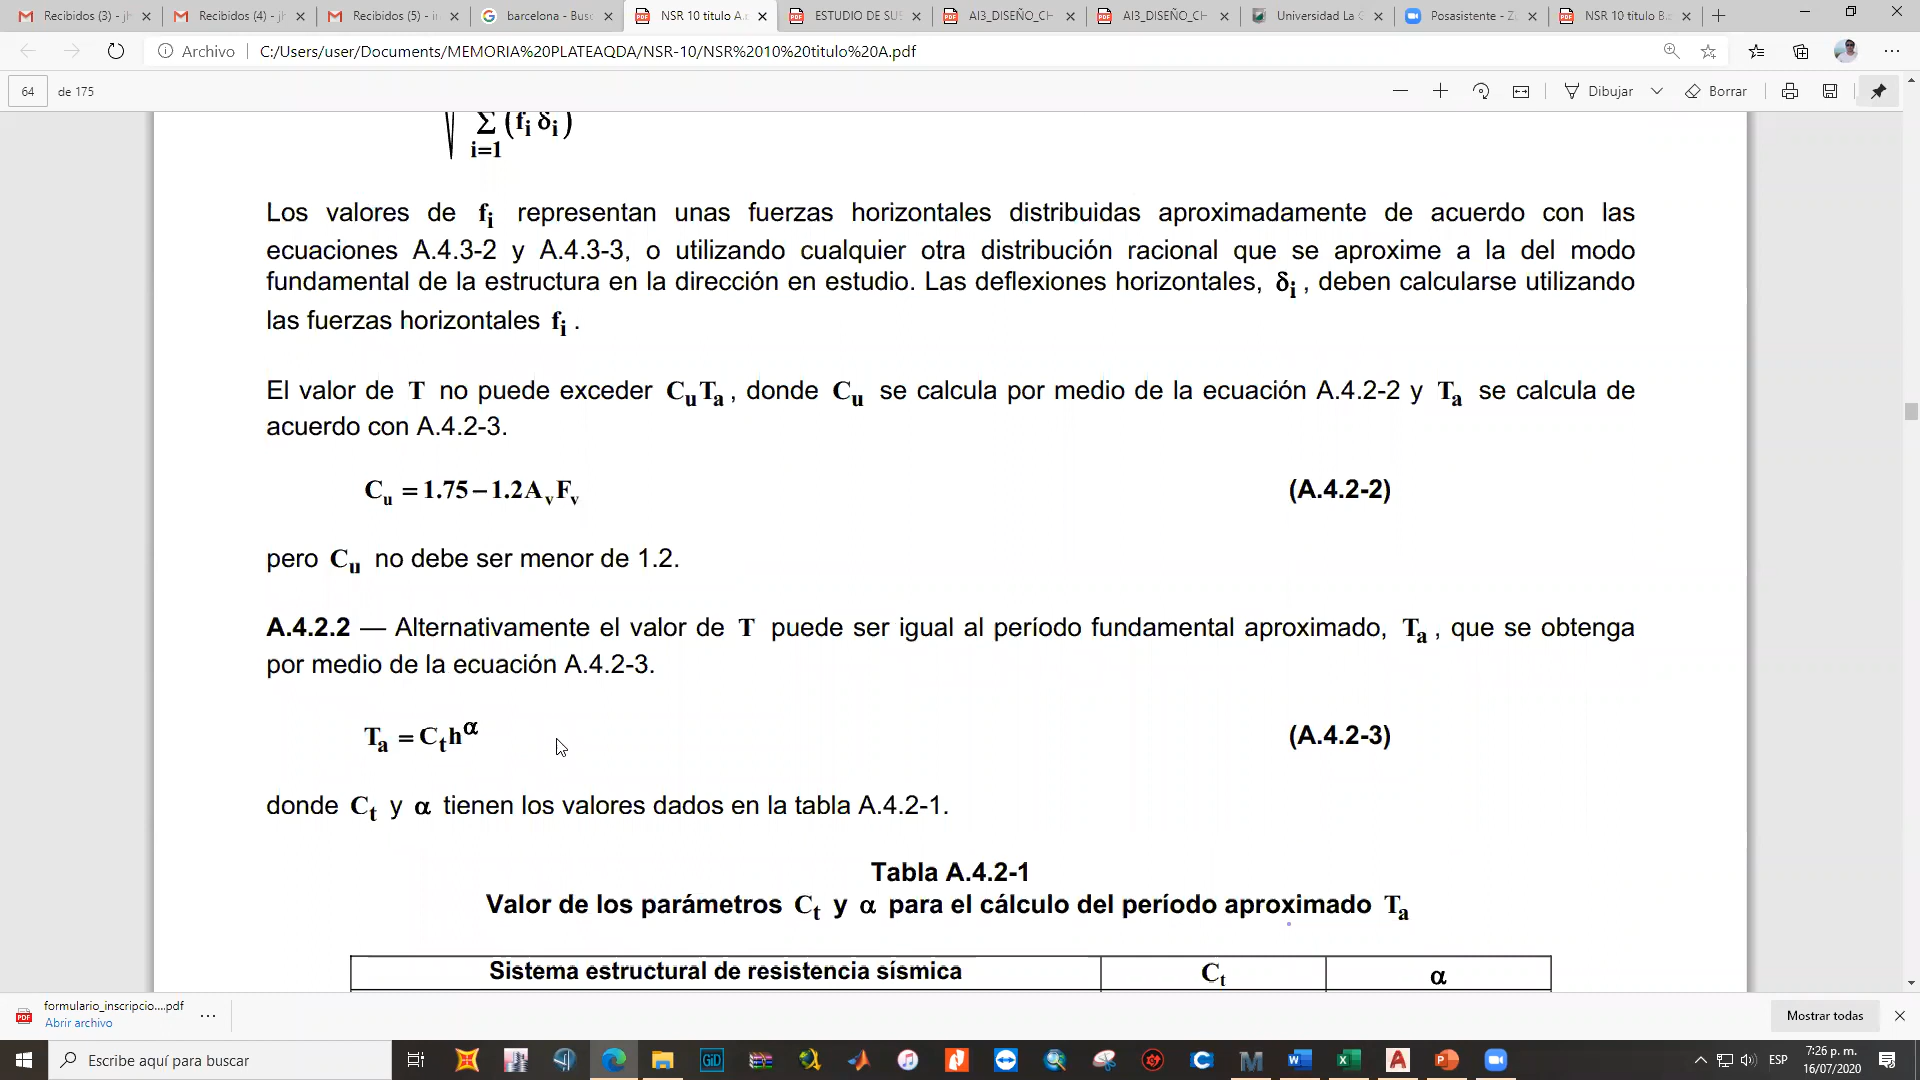 Recibidos (3) - jh
Recibidos (4) - jh
Recibidos (5) - in
barcelona - Busc
NSR 10 titulo A.p
ESTUDIO DE SUS
AI3_DISEÑO_CH
AI3_DISEÑO_CH
Universidad La G
Posasistente - Zo
NSR 10 titulo B.p
Archivo
C:/Users/user/Documents/MEMORIA%20PLATEAQDA/NSR-10/NSR%2010%20titulo%20A.pdf
64 de 175
Dibujar
Borrar
Σ (fi δi)
i=1
Los valores de fi representan unas fuerzas horizontales distribuidas aproximadamente de acuerdo con las
ecuaciones A.4.3-2 y A.4.3-3, o utilizando cualquier otra distribución racional que se aproxime a la del modo
fundamental de la estructura en la dirección en estudio. Las deflexiones horizontales, δi , deben calcularse utilizando
las fuerzas horizontales fi .
El valor de T no puede exceder CuTa , donde Cu se calcula por medio de la ecuación A.4.2-2 y Ta se calcula de
acuerdo con A.4.2-3.
Cu = 1.75 − 1.2AvFv (A.4.2-2)
pero Cu no debe ser menor de 1.2.
A.4.2.2 — Alternativamente el valor de T puede ser igual al período fundamental aproximado, Ta , que se obtenga
por medio de la ecuación A.4.2-3.
Ta = Ct h^α (A.4.2-3)
donde Ct y α tienen los valores dados en la tabla A.4.2-1.
Tabla A.4.2-1
Valor de los parámetros Ct y α para el cálculo del período aproximado Ta
Sistema estructural de resistencia sísmica Ct α
formulario_inscripcio....pdf
Abrir archivo
Mostrar todas
Escribe aquí para buscar
GiD
ESP
7:26 p. m.
16/07/2020